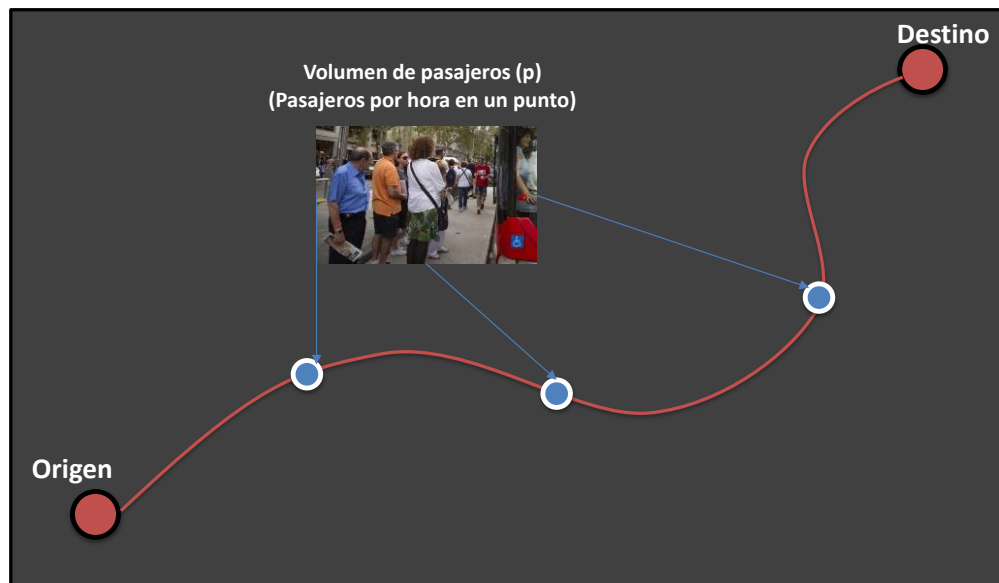 Destino
Volumen de pasajeros (p)
(Pasajeros por hora en un punto)
Origen